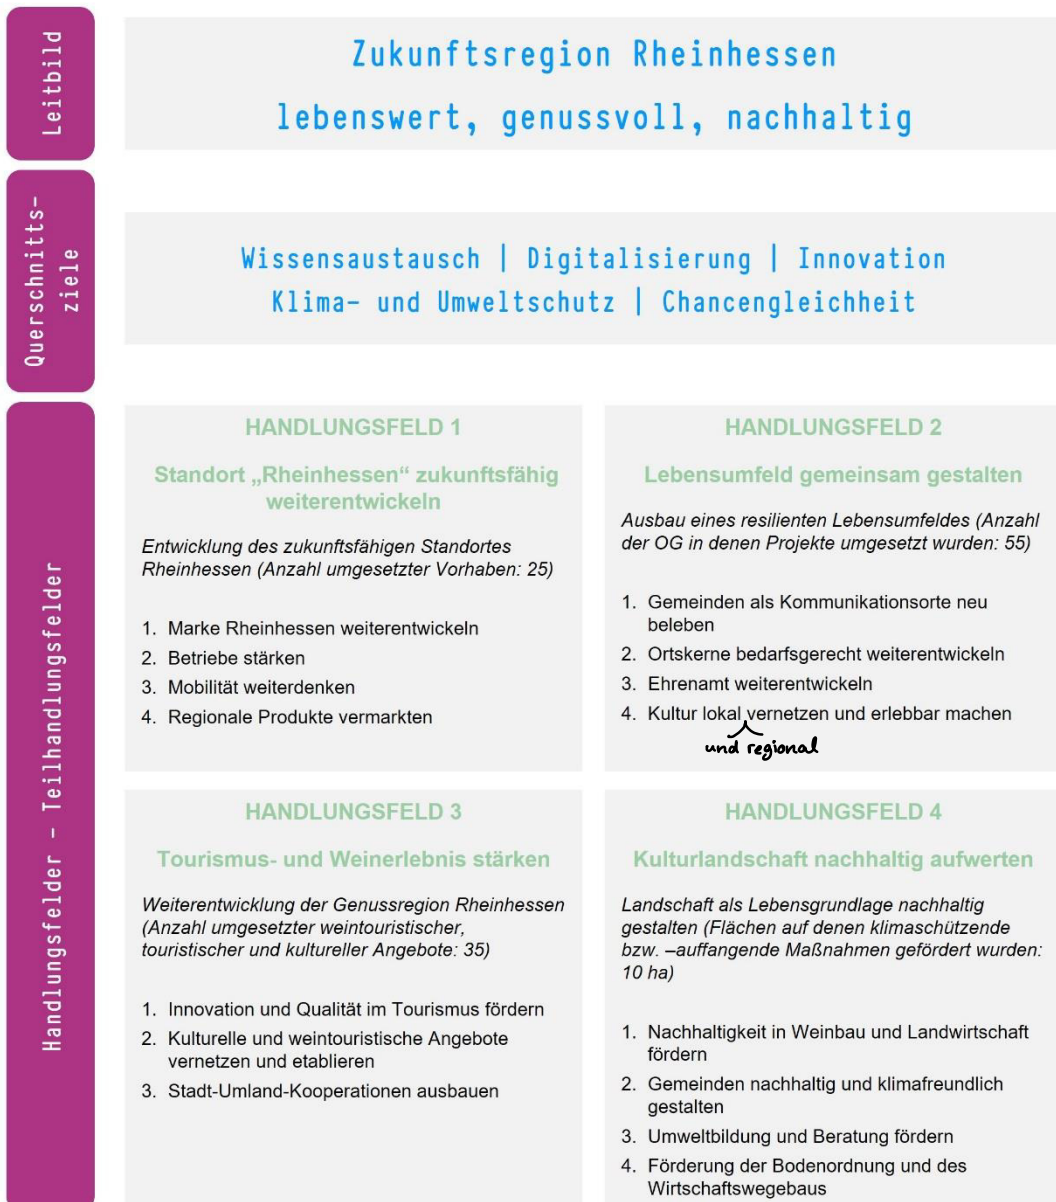 Leitbild
Zukunftsregion Rheinhessen
lebenswert, genussvoll, nachhaltig
Querschnitts-
ziele
Wissensaustausch | Digitalisierung | Innovation
Klima- und Umweltschutz | Chancengleichheit
Handlungsfelder - Teilhandlungsfelder
HANDLUNGSFELD 1
Standort „Rheinhessen“ zukunftsfähig
weiterentwickeln
Entwicklung des zukunftsfähigen Standortes
Rheinhessen (Anzahl umgesetzter Vorhaben: 25)
1. Marke Rheinhessen weiterentwickeln
2. Betriebe stärken
3. Mobilität weiterdenken
4. Regionale Produkte vermarkten
HANDLUNGSFELD 2
Lebensumfeld gemeinsam gestalten
Ausbau eines resilienten Lebensumfeldes (Anzahl
der OG in denen Projekte umgesetzt wurden: 55)
1. Gemeinden als Kommunikationsorte neu
beleben
2. Ortskerne bedarfsgerecht weiterentwickeln
3. Ehrenamt weiterentwickeln
4. Kultur lokal vernetzen und erlebbar machen
und regional
HANDLUNGSFELD 3
Tourismus- und Weinerlebnis stärken
Weiterentwicklung der Genussregion Rheinhessen
(Anzahl umgesetzter weintouristischer,
touristischer und kultureller Angebote: 35)
1. Innovation und Qualität im Tourismus fördern
2. Kulturelle und weintouristische Angebote
vernetzen und etablieren
3. Stadt-Umland-Kooperationen ausbauen
HANDLUNGSFELD 4
Kulturlandschaft nachhaltig aufwerten
Landschaft als Lebensgrundlage nachhaltig
gestalten (Flächen auf denen klimaschützende
bzw. –auffangende Maßnahmen gefördert wurden:
10 ha)
1. Nachhaltigkeit in Weinbau und Landwirtschaft
fördern
2. Gemeinden nachhaltig und klimafreundlich
gestalten
3. Umweltbildung und Beratung fördern
4. Förderung der Bodenordnung und des
Wirtschaftswegebaus